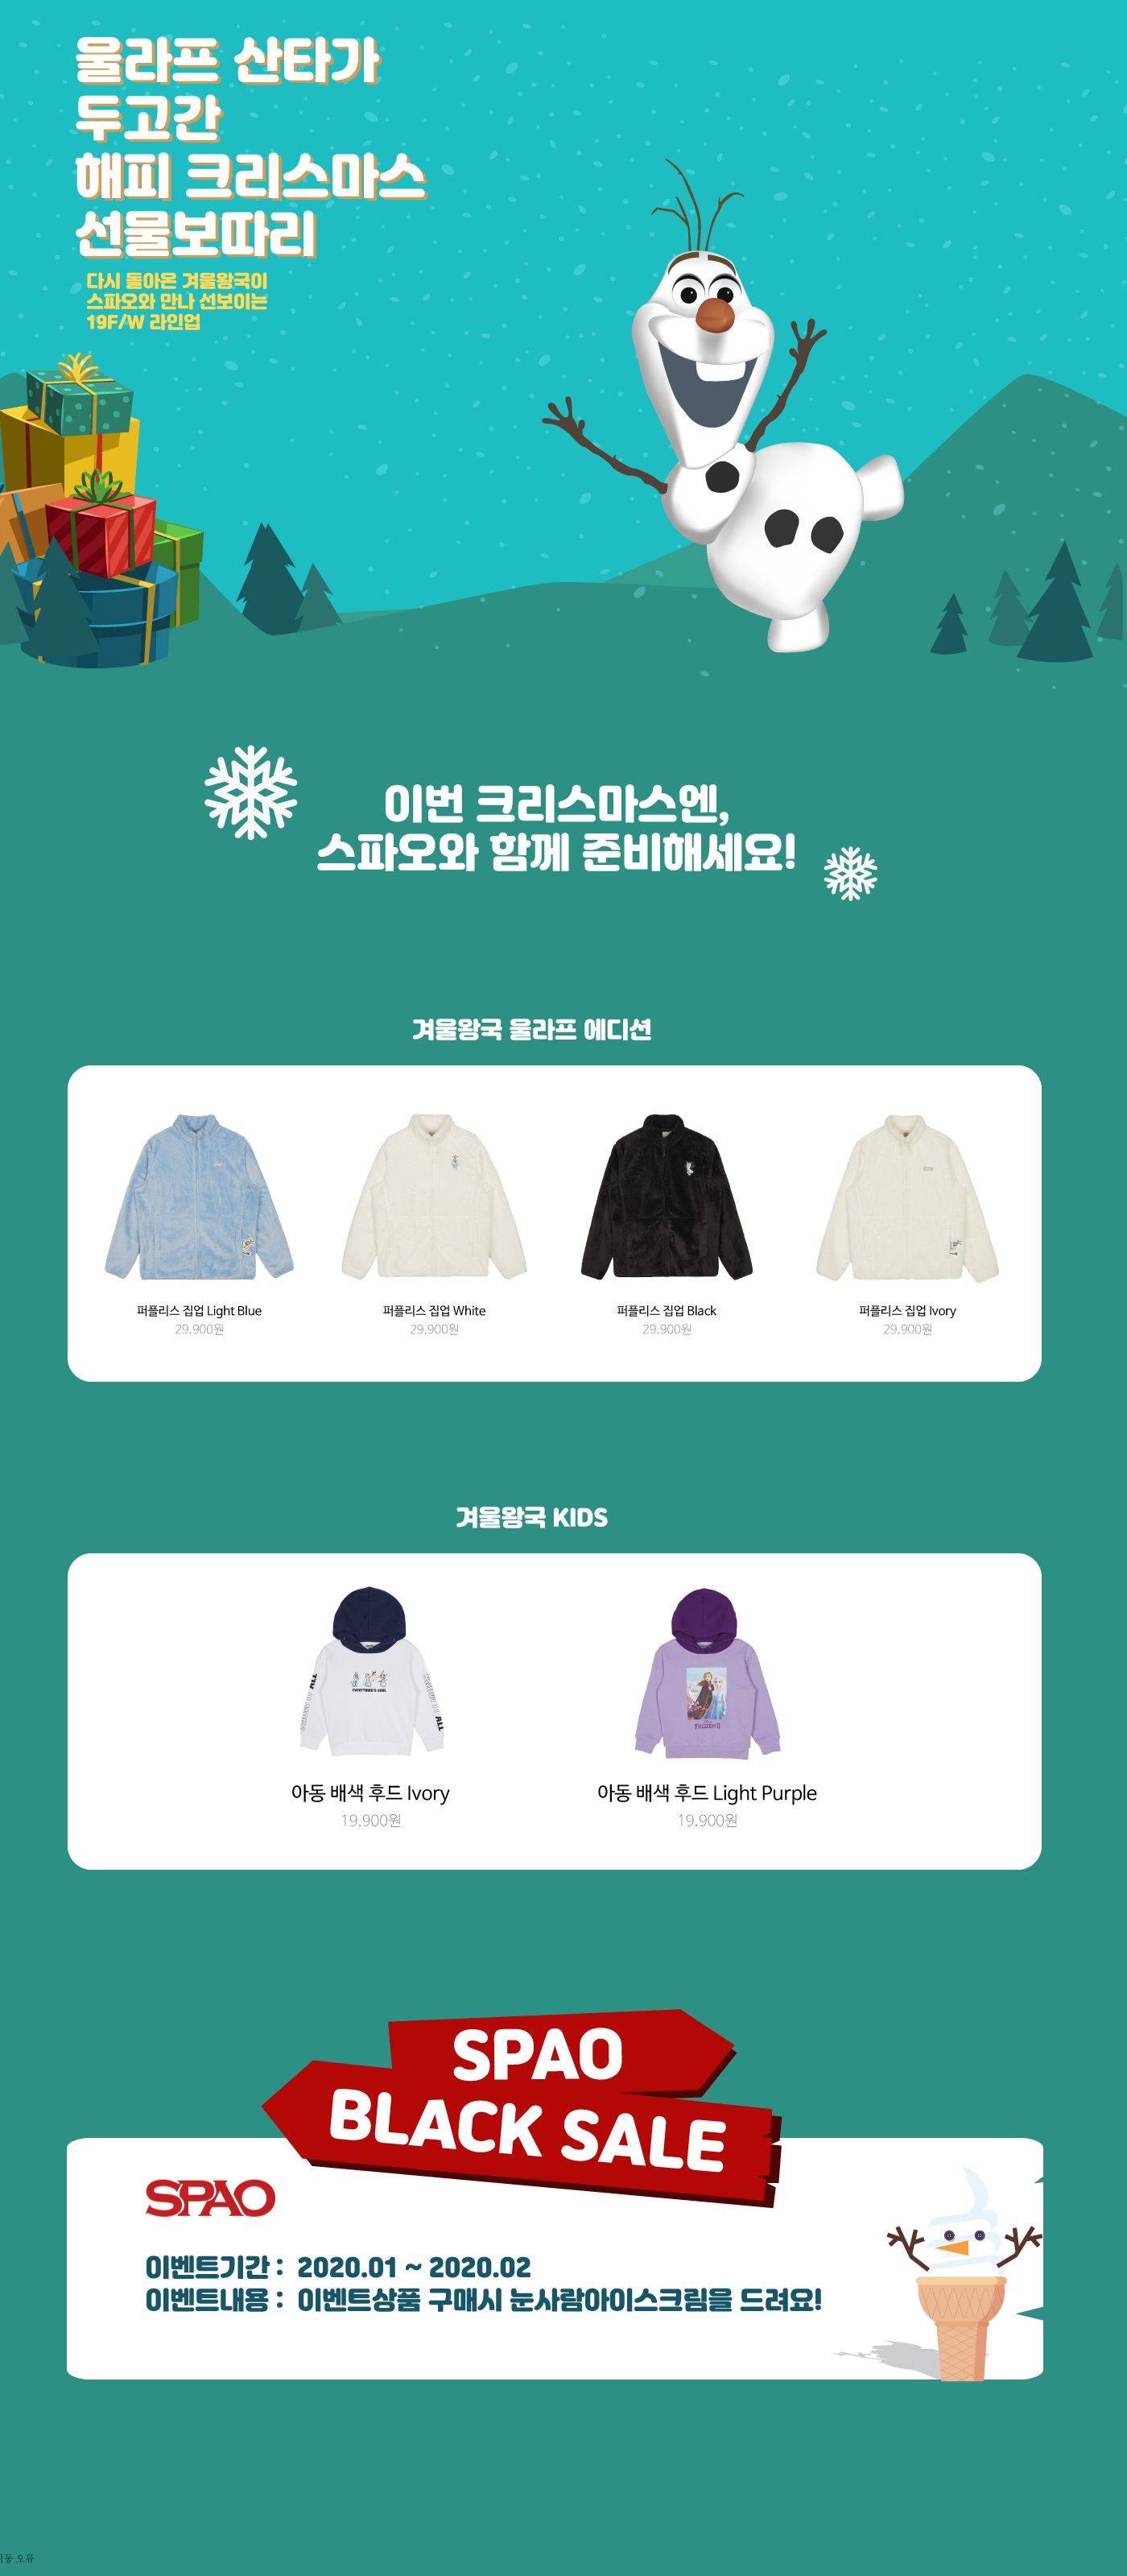 울라프 산타가
두고간
해피 크리스마스
선물보따리
다시 돌아온 겨울왕국이
스파오와 만나 선보이는
19F/W 라인업
이번 크리스마스엔,
스파오와 함께 준비해세요!
겨울왕국 울라프 에디션
퍼플리스 집업 Light Blue
29,900원
퍼플리스 집업 White
29,900원
퍼플리스 집업 Black
29,900원
퍼플리스 집업 Ivory
29,900원
겨울왕국 KIDS
ALL
ALL
EVERYTHING'S COOL
FROZEN II
아동 배색 후드 Ivory
19,900원
아동 배색 후드 Light Purple
19,900원
SPAO
BLACK SALE
SPAO
이벤트기간 : 2020.01 ~ 2020.02
이벤트내용 : 이벤트상품 구매시 눈사람아이스크림을 드려요!
오류